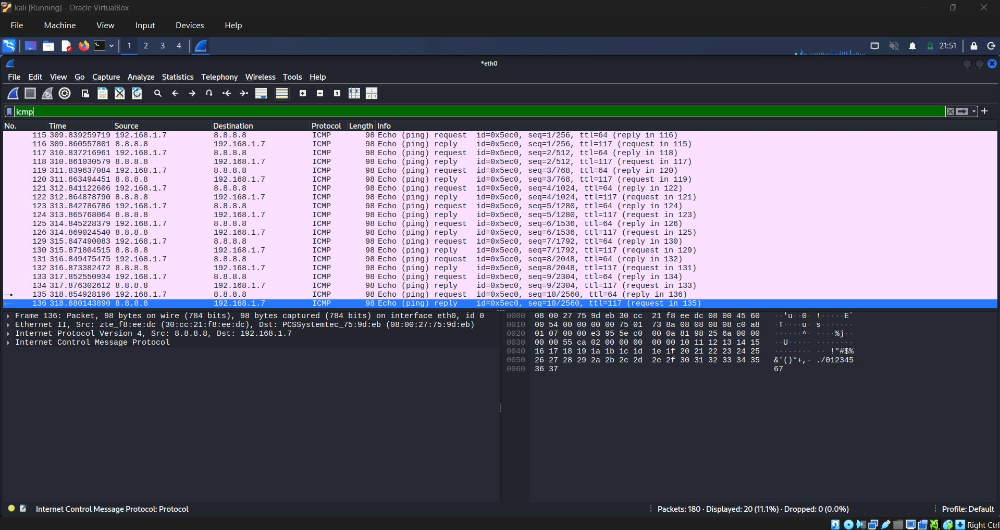 kali [Running] - Oracle VirtualBox
File Machine View Input Devices Help
1 2 3 4 21:51
*eth0
File Edit View Go Capture Analyze Statistics Telephony Wireless Tools Help
icmp
No. Time Source Destination Protocol Length Info
115 309.839259719 192.168.1.7 8.8.8.8 ICMP 98 Echo (ping) request id=0x5ec0, seq=1/256, ttl=64 (reply in 116)
116 309.860557801 8.8.8.8 192.168.1.7 ICMP 98 Echo (ping) reply id=0x5ec0, seq=1/256, ttl=117 (request in 115)
117 310.837216961 192.168.1.7 8.8.8.8 ICMP 98 Echo (ping) request id=0x5ec0, seq=2/512, ttl=64 (reply in 118)
118 310.861030579 8.8.8.8 192.168.1.7 ICMP 98 Echo (ping) reply id=0x5ec0, seq=2/512, ttl=117 (request in 117)
119 311.839637084 192.168.1.7 8.8.8.8 ICMP 98 Echo (ping) request id=0x5ec0, seq=3/768, ttl=64 (reply in 120)
120 311.863494451 8.8.8.8 192.168.1.7 ICMP 98 Echo (ping) reply id=0x5ec0, seq=3/768, ttl=117 (request in 119)
121 312.841122606 192.168.1.7 8.8.8.8 ICMP 98 Echo (ping) request id=0x5ec0, seq=4/1024, ttl=64 (reply in 122)
122 312.864878790 8.8.8.8 192.168.1.7 ICMP 98 Echo (ping) reply id=0x5ec0, seq=4/1024, ttl=117 (request in 121)
123 313.842786786 192.168.1.7 8.8.8.8 ICMP 98 Echo (ping) request id=0x5ec0, seq=5/1280, ttl=64 (reply in 124)
124 313.865768064 8.8.8.8 192.168.1.7 ICMP 98 Echo (ping) reply id=0x5ec0, seq=5/1280, ttl=117 (request in 123)
125 314.845228379 192.168.1.7 8.8.8.8 ICMP 98 Echo (ping) request id=0x5ec0, seq=6/1536, ttl=64 (reply in 126)
126 314.869024540 8.8.8.8 192.168.1.7 ICMP 98 Echo (ping) reply id=0x5ec0, seq=6/1536, ttl=117 (request in 125)
129 315.847490083 192.168.1.7 8.8.8.8 ICMP 98 Echo (ping) request id=0x5ec0, seq=7/1792, ttl=64 (reply in 130)
130 315.871804515 8.8.8.8 192.168.1.7 ICMP 98 Echo (ping) reply id=0x5ec0, seq=7/1792, ttl=117 (request in 129)
131 316.849475475 192.168.1.7 8.8.8.8 ICMP 98 Echo (ping) request id=0x5ec0, seq=8/2048, ttl=64 (reply in 132)
132 316.873382472 8.8.8.8 192.168.1.7 ICMP 98 Echo (ping) reply id=0x5ec0, seq=8/2048, ttl=117 (request in 131)
133 317.852550934 192.168.1.7 8.8.8.8 ICMP 98 Echo (ping) request id=0x5ec0, seq=9/2304, ttl=64 (reply in 134)
134 317.876302612 8.8.8.8 192.168.1.7 ICMP 98 Echo (ping) reply id=0x5ec0, seq=9/2304, ttl=117 (request in 133)
135 318.854928196 192.168.1.7 8.8.8.8 ICMP 98 Echo (ping) request id=0x5ec0, seq=10/2560, ttl=64 (reply in 136)
136 318.880143890 8.8.8.8 192.168.1.7 ICMP 98 Echo (ping) reply id=0x5ec0, seq=10/2560, ttl=117 (request in 135)
Frame 136: Packet, 98 bytes on wire (784 bits), 98 bytes captured (784 bits) on interface eth0, id 0
Ethernet II, Src: zte_f8:ee:dc (30:cc:21:f8:ee:dc), Dst: PCSSystemtec_75:9d:eb (08:00:27:75:9d:eb)
Internet Protocol Version 4, Src: 8.8.8.8, Dst: 192.168.1.7
Internet Control Message Protocol
0000 08 00 27 75 9d eb 30 cc 21 f8 ee dc 08 00 45 60 ··'u··0· !·····E`
0010 00 54 00 00 00 00 75 01 73 8a 08 08 08 08 c0 a8 ·T····u· s·······
0020 01 07 00 00 e3 95 5e c0 00 0a 81 98 25 6a 00 00 ······^· ····%j··
0030 00 00 55 ca 02 00 00 00 00 00 10 11 12 13 14 15 ··U····· ········
0040 16 17 18 19 1a 1b 1c 1d 1e 1f 20 21 22 23 24 25 ········ ·· !"#$%
0050 26 27 28 29 2a 2b 2c 2d 2e 2f 30 31 32 33 34 35 &'()*+,- ./012345
0060 36 37 67
Internet Control Message Protocol: Protocol
Packets: 180 · Displayed: 20 (11.1%) · Dropped: 0 (0.0%)
Profile: Default
Right Ctrl